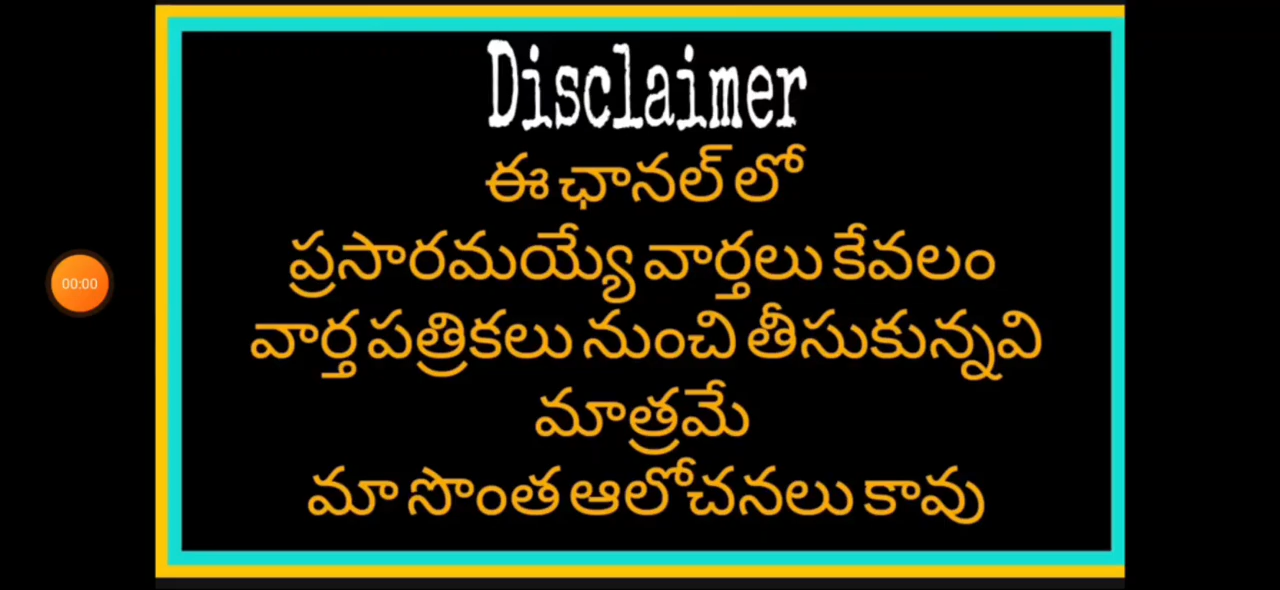 Disclaimer
ఈ ఛానల్ లో
ప్రసారమయ్యే వార్తలు కేవలం
00:00
వార్త పత్రికలు నుంచి తీసుకున్నవి
మాత్రమే
మా సొంత ఆలోచనలు కావు